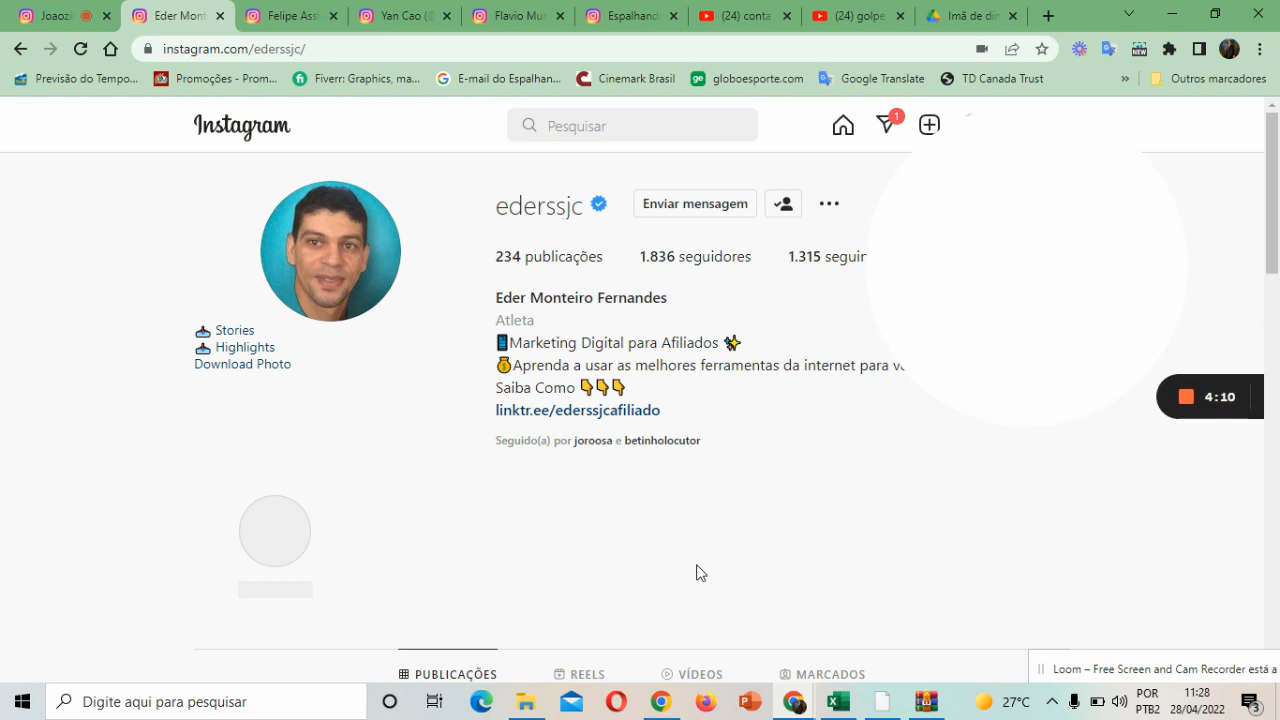 Joaozi
Eder Mont
Felipe Ass
Yan Cao (@
Flavio Mur
Espalhand
(24) conta
(24) golpe
Imã de din
instagram.com/ederssjc/
Previsão do Tempo...
Promoções - Prom...
Fiverr: Graphics, ma...
E-mail do Espalhan...
Cinemark Brasil
globoesporte.com
Google Translate
TD Canada Trust
»
Outros marcadores
Instagram
Pesquisar
1
ederssjc
Enviar mensagem
234 publicações
1.836 seguidores
1.315 seguin
Eder Monteiro Fernandes
Atleta
Marketing Digital para Afiliados
Aprenda a usar as melhores ferramentas da internet para v
Saiba Como
linktr.ee/ederssjcafiliado
Seguido(a) por joroosa e betinholocutor
Stories
Highlights
Download Photo
4:10
PUBLICAÇÕES
REELS
VÍDEOS
MARCADOS
Loom – Free Screen and Cam Recorder está a
Digite aqui para pesquisar
27°C
POR
PTB2
11:28
28/04/2022
3